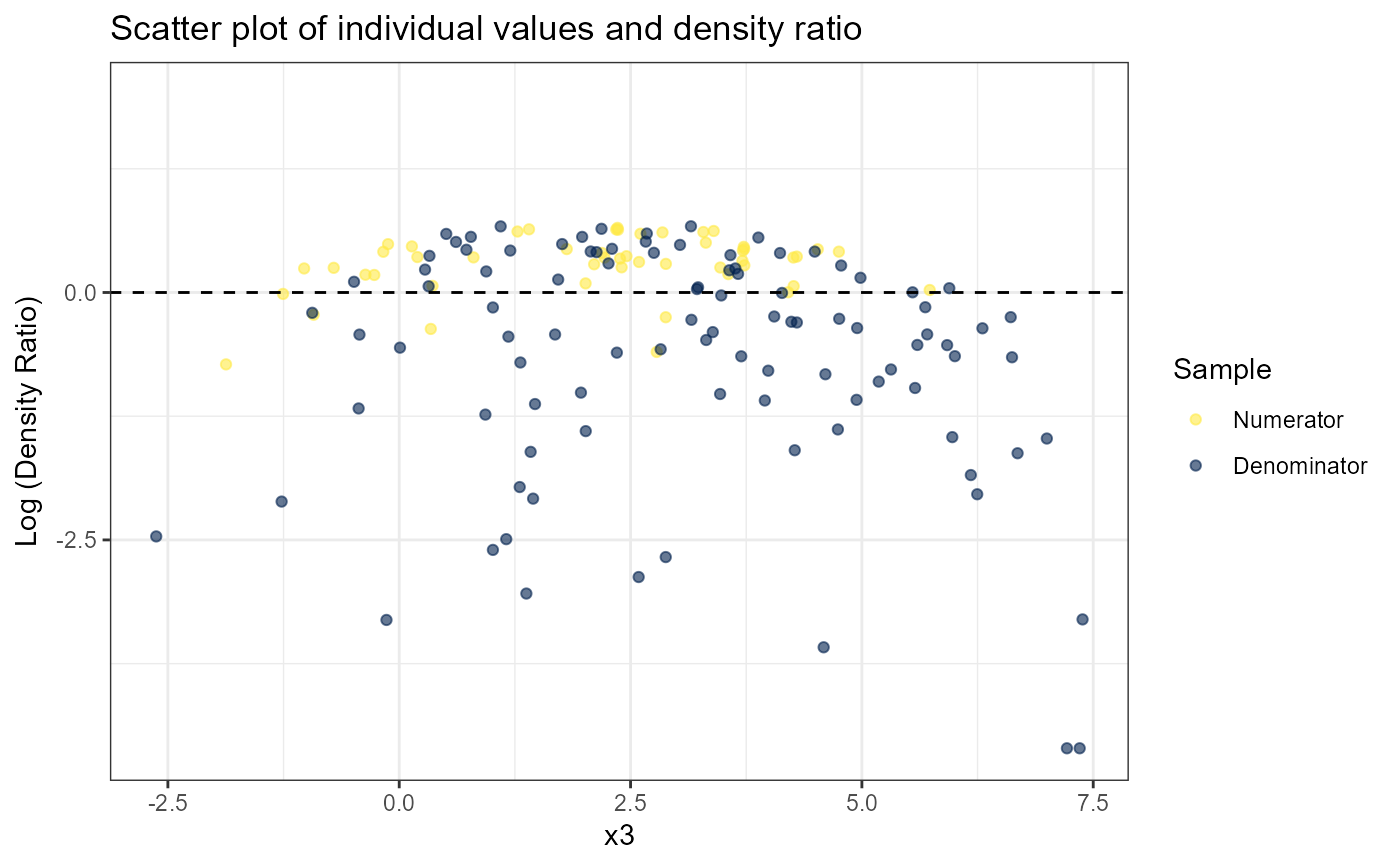 Scatter plot of individual values and density ratio
Log (Density Ratio)
0.0
-2.5
-2.5
0.0
2.5
5.0
7.5
x3
Sample
Numerator
Denominator